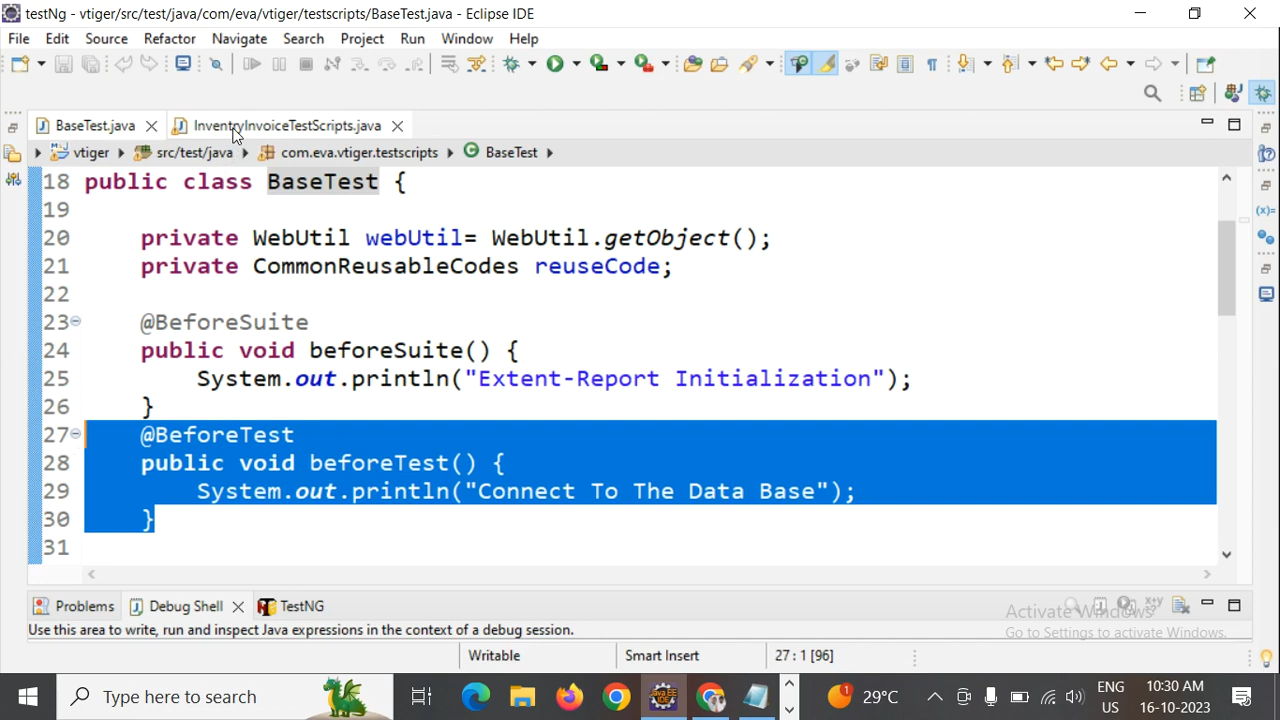 testNg - vtiger/src/test/java/com/eva/vtiger/testscripts/BaseTest.java - Eclipse IDE
File Edit Source Refactor Navigate Search Project Run Window Help
BaseTest.java InventryInvoiceTestScripts.java
vtiger src/test/java com.eva.vtiger.testscripts BaseTest
18 public class BaseTest {
19
20 private WebUtil webUtil= WebUtil.getObject();
21 private CommonReusableCodes reuseCode;
22
23 @BeforeSuite
24 public void beforeSuite() {
25 System.out.println("Extent-Report Initialization");
26 }
27 @BeforeTest
28 public void beforeTest() {
29 System.out.println("Connect To The Data Base");
30 }
31
Problems Debug Shell TestNG
Activate Windows
Use this area to write, run and inspect Java expressions in the context of a debug session.
Go to Settings to activate Windows.
Writable Smart Insert 27 : 1 [96]
Type here to search
1 29°C
ENG
US
10:30 AM
16-10-2023